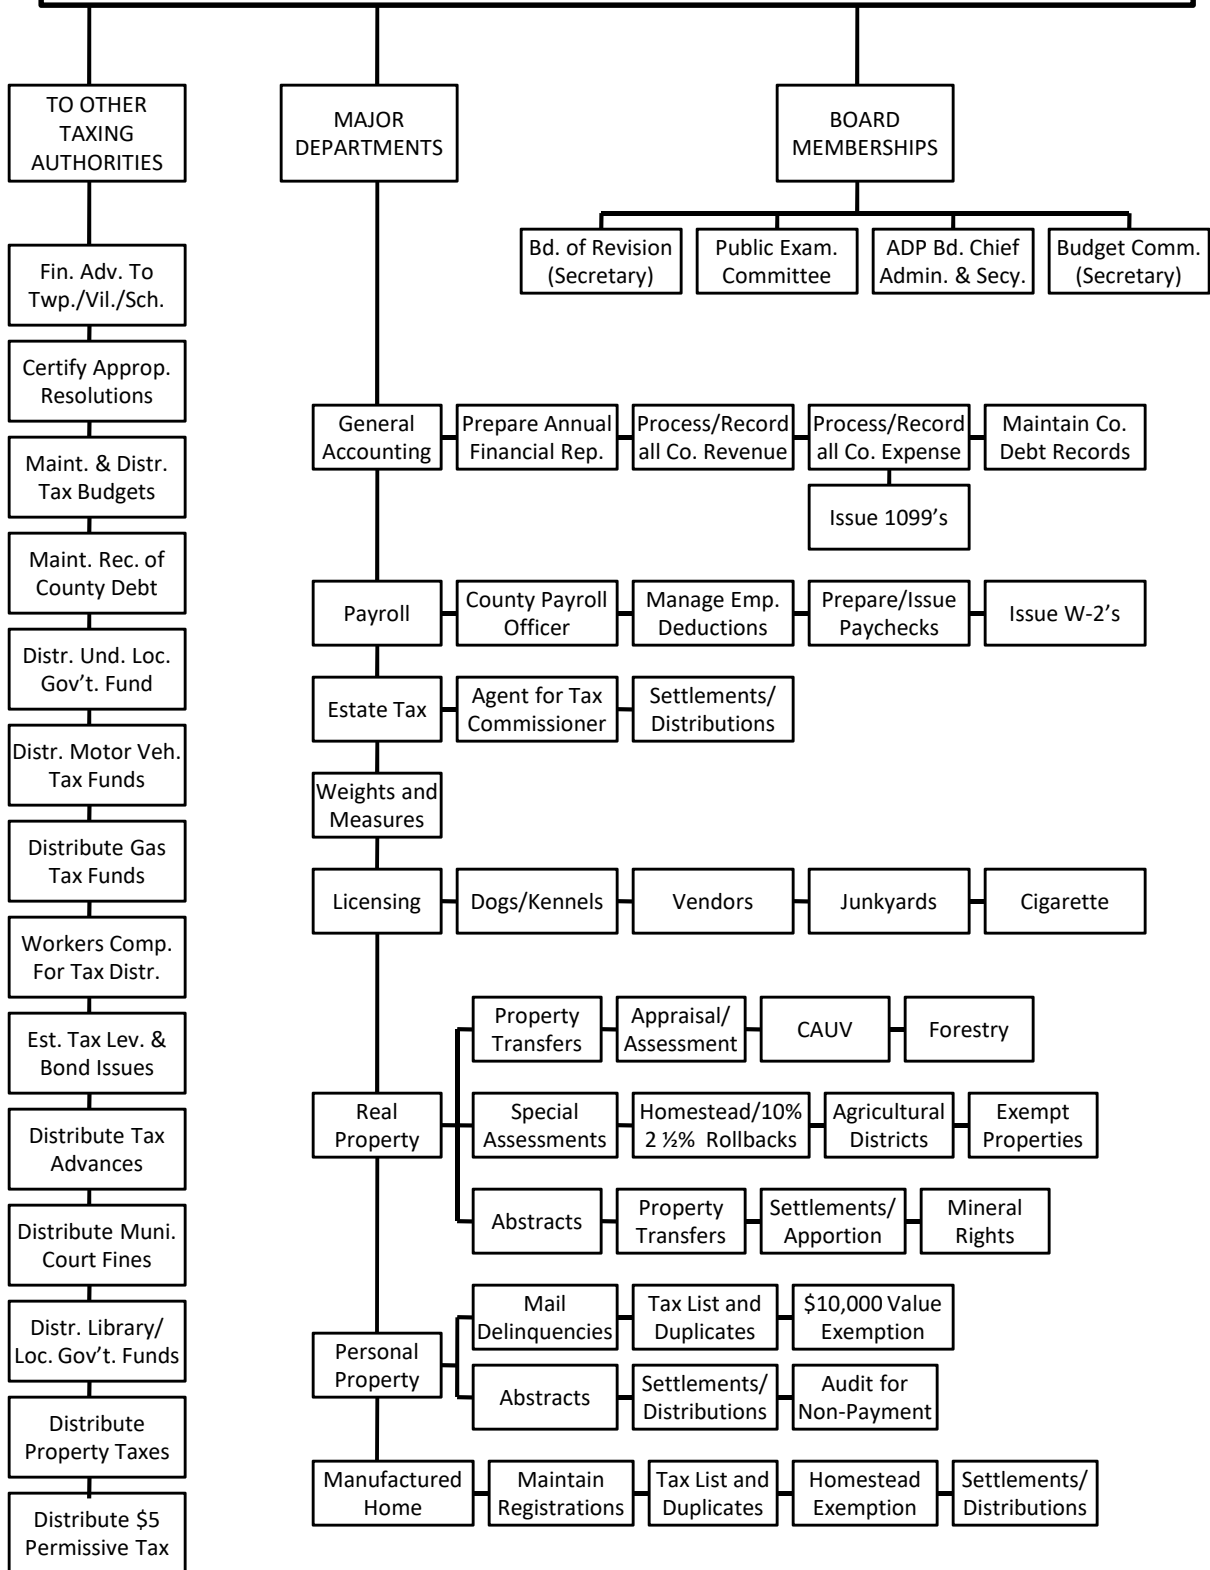 TO OTHER
TAXING
AUTHORITIES
MAJOR
DEPARTMENTS
BOARD
MEMBERSHIPS
Bd. of Revision
(Secretary)
Public Exam.
Committee
ADP Bd. Chief
Admin. & Secy.
Budget Comm.
(Secretary)
Fin. Adv. To
Twp./Vil./Sch.
Certify Approp.
Resolutions
Maint. & Distr.
Tax Budgets
Maint. Rec. of
County Debt
Distr. Und. Loc.
Gov’t. Fund
Distr. Motor Veh.
Tax Funds
Distribute Gas
Tax Funds
Workers Comp.
For Tax Distr.
Est. Tax Lev. &
Bond Issues
Distribute Tax
Advances
Distribute Muni.
Court Fines
Distr. Library/
Loc. Gov’t. Funds
Distribute
Property Taxes
Distribute $5
Permissive Tax
General
Accounting
Prepare Annual
Financial Rep.
Process/Record
all Co. Revenue
Process/Record
all Co. Expense
Maintain Co.
Debt Records
Issue 1099’s
Payroll
County Payroll
Officer
Manage Emp.
Deductions
Prepare/Issue
Paychecks
Issue W-2’s
Estate Tax
Agent for Tax
Commissioner
Settlements/
Distributions
Weights and
Measures
Licensing
Dogs/Kennels
Vendors
Junkyards
Cigarette
Real
Property
Property
Transfers
Appraisal/
Assessment
CAUV
Forestry
Special
Assessments
Homestead/10%
2 ½% Rollbacks
Agricultural
Districts
Exempt
Properties
Abstracts
Property
Transfers
Settlements/
Apportion
Mineral
Rights
Personal
Property
Mail
Delinquencies
Tax List and
Duplicates
$10,000 Value
Exemption
Abstracts
Settlements/
Distributions
Audit for
Non-Payment
Manufactured
Home
Maintain
Registrations
Tax List and
Duplicates
Homestead
Exemption
Settlements/
Distributions